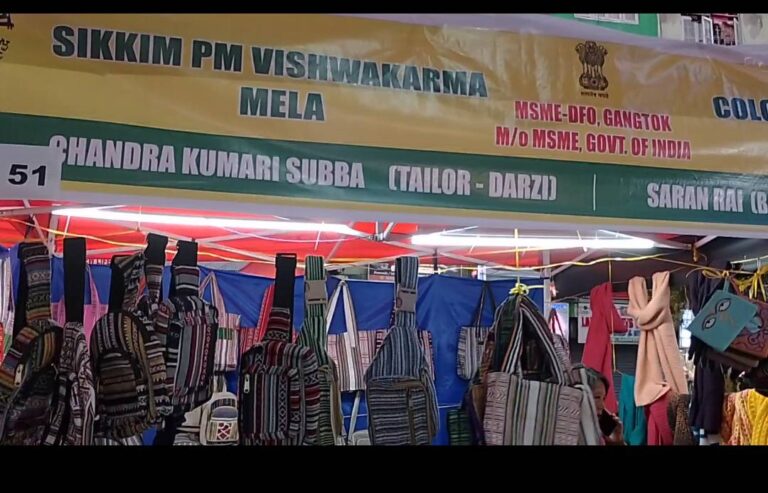 SIKKIM PM VISHWAKARMA
MELA
MSME-DFO, GANGTOK
M/o MSME, GOVT. OF INDIA
COLO
51
CHANDRA KUMARI SUBBA (TAILOR - DARZI)
SARAN RAI (B